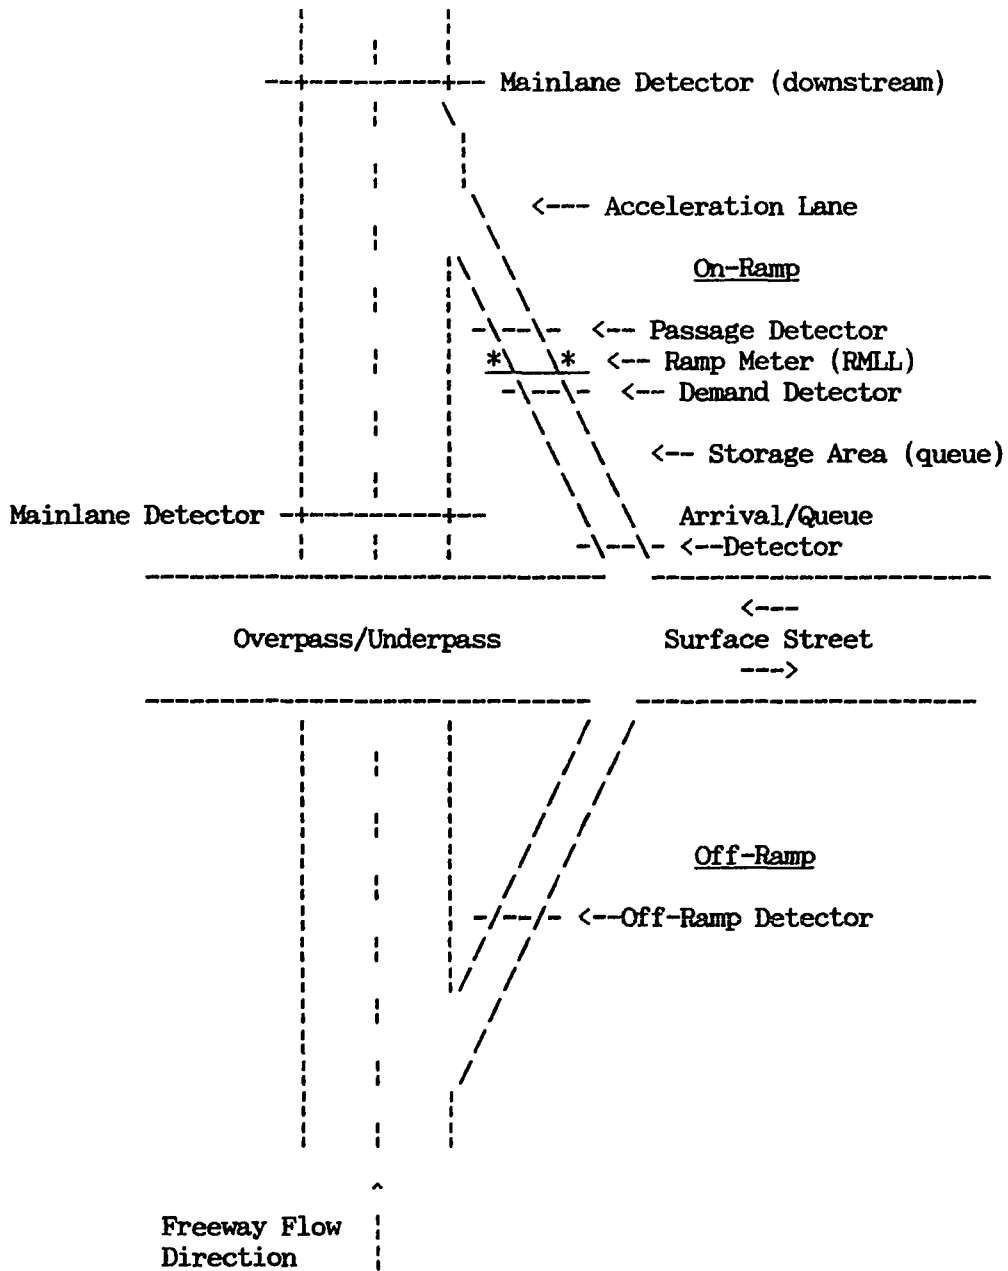 Mainlane Detector (downstream)
<--- Acceleration Lane
On-Ramp
<-- Passage Detector
* * <-- Ramp Meter (RMLL)
<-- Demand Detector
<-- Storage Area (queue)
Mainlane Detector
Arrival/Queue
<--Detector
<---
Overpass/Underpass
Surface Street
--->
Off-Ramp
<--Off-Ramp Detector
^
Freeway Flow
Direction